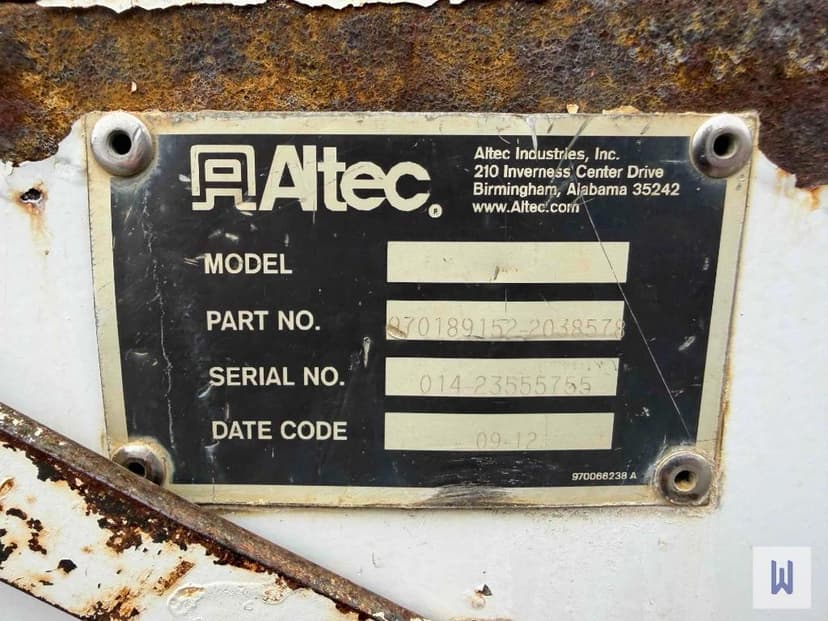 Altec
Altec Industries, Inc.
210 Inverness Center Drive
Birmingham, Alabama 35242
www.Altec.com
MODEL
PART NO. 970189152-2038578
SERIAL NO. 014-23555755
DATE CODE 09-12
970066238 A
W